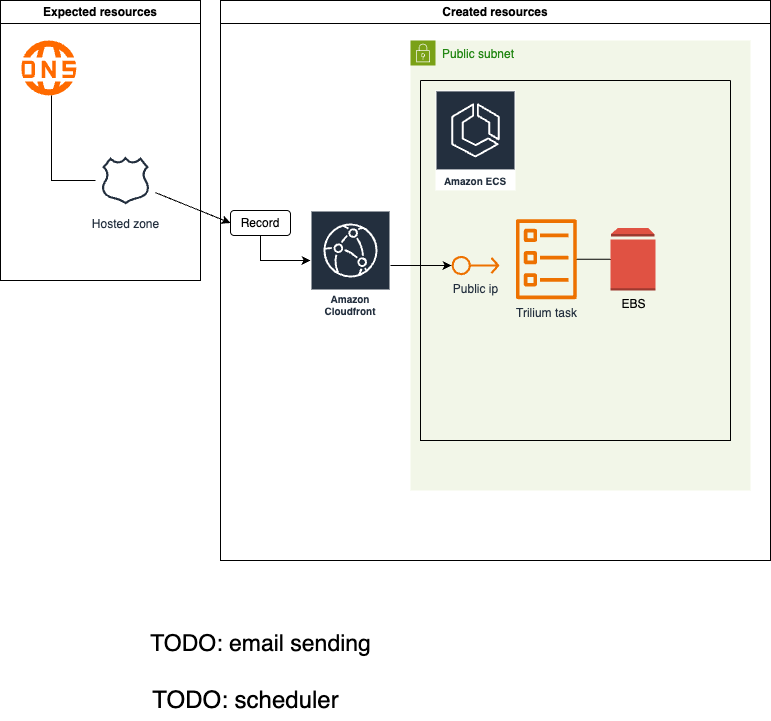 Expected resources
Created resources
DNS
Hosted zone
Public subnet
Amazon ECS
Record
Amazon
Cloudfront
Public ip
Trilium task
EBS
TODO: email sending
TODO: scheduler